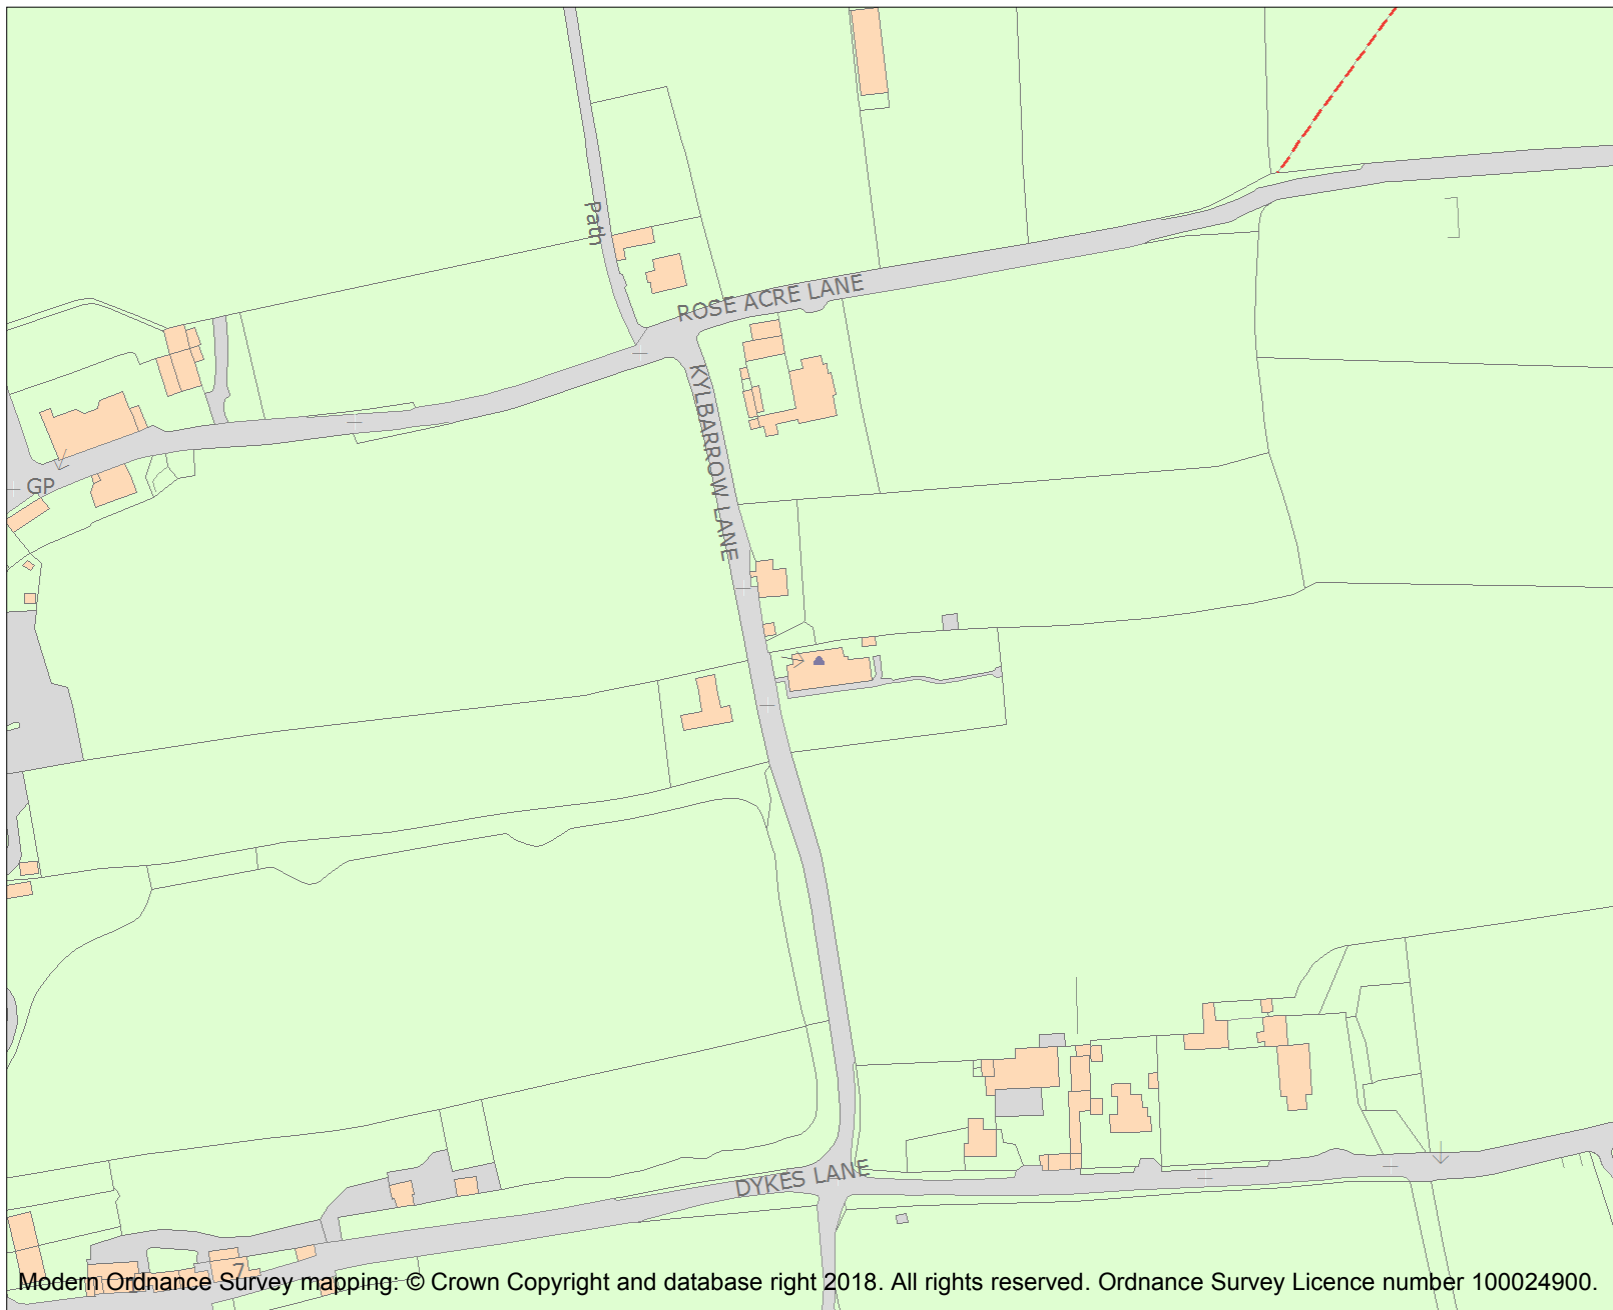 Path
ROSE ACRE LANE
KYLBARROW LANE
GP
DYKES LANE
7
Modern Ordnance Survey mapping: © Crown Copyright and database right 2018. All rights reserved. Ordnance Survey Licence number 100024900.